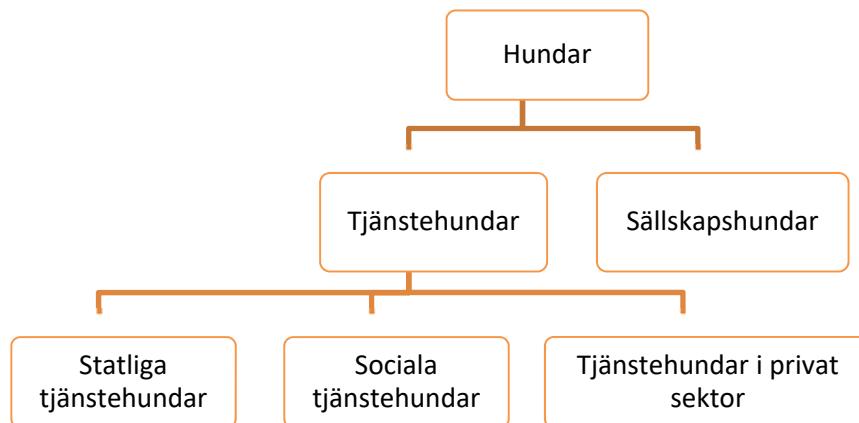 Hundar
Tjänstehundar
Sällskapshundar
Statliga
tjänstehundar
Sociala
tjänstehundar
Tjänstehundar i privat
sektor